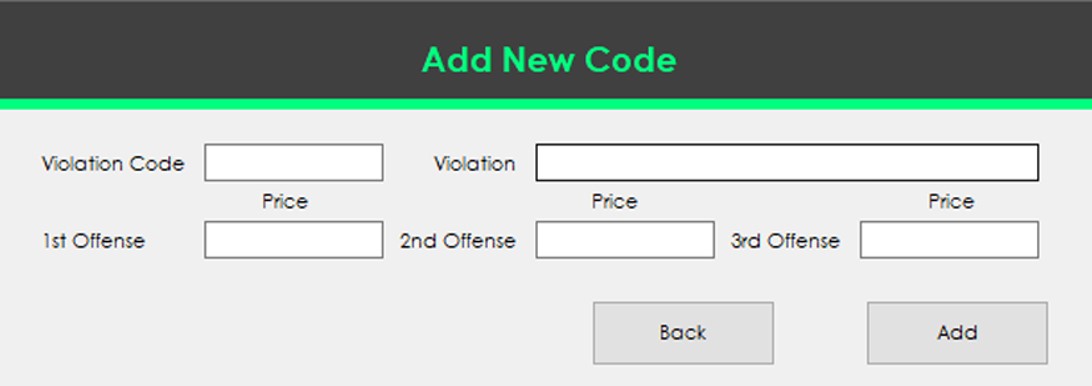 Add New Code
Violation Code Violation
Price Price Price
1st Offense 2nd Offense 3rd Offense
Back Add